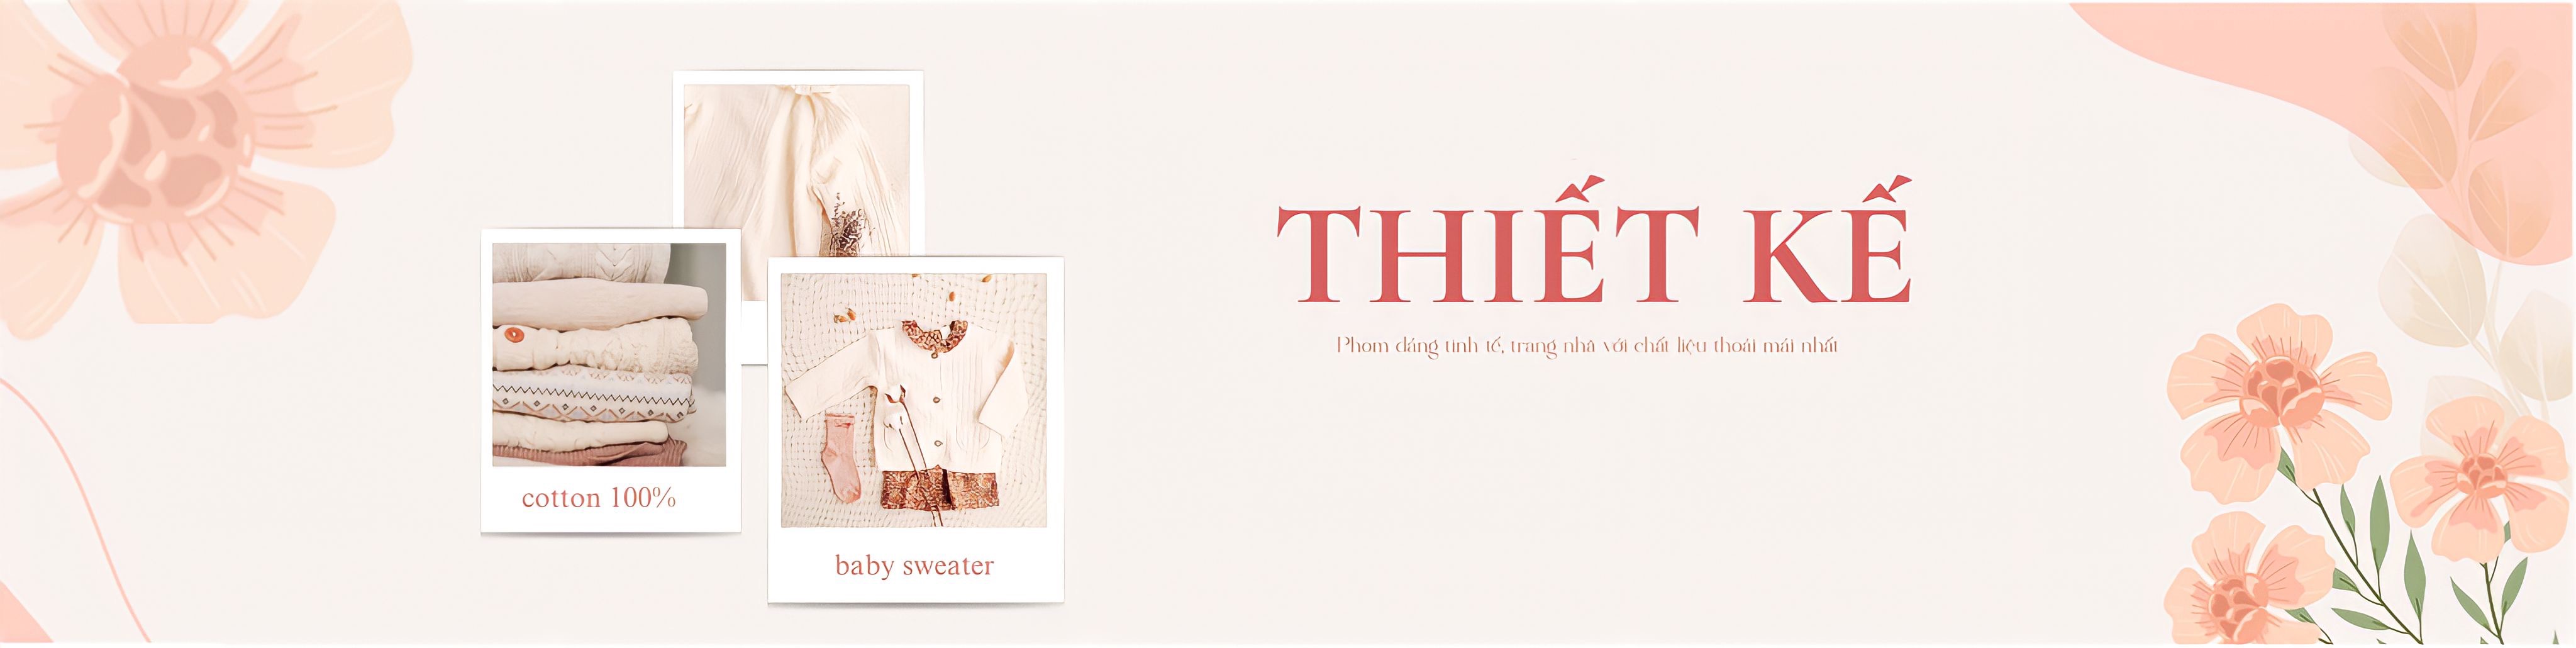 THIẾT KẾ
Phom dáng tinh tế, trang nhã với chất liệu thoải mái nhất
cotton 100%
baby sweater